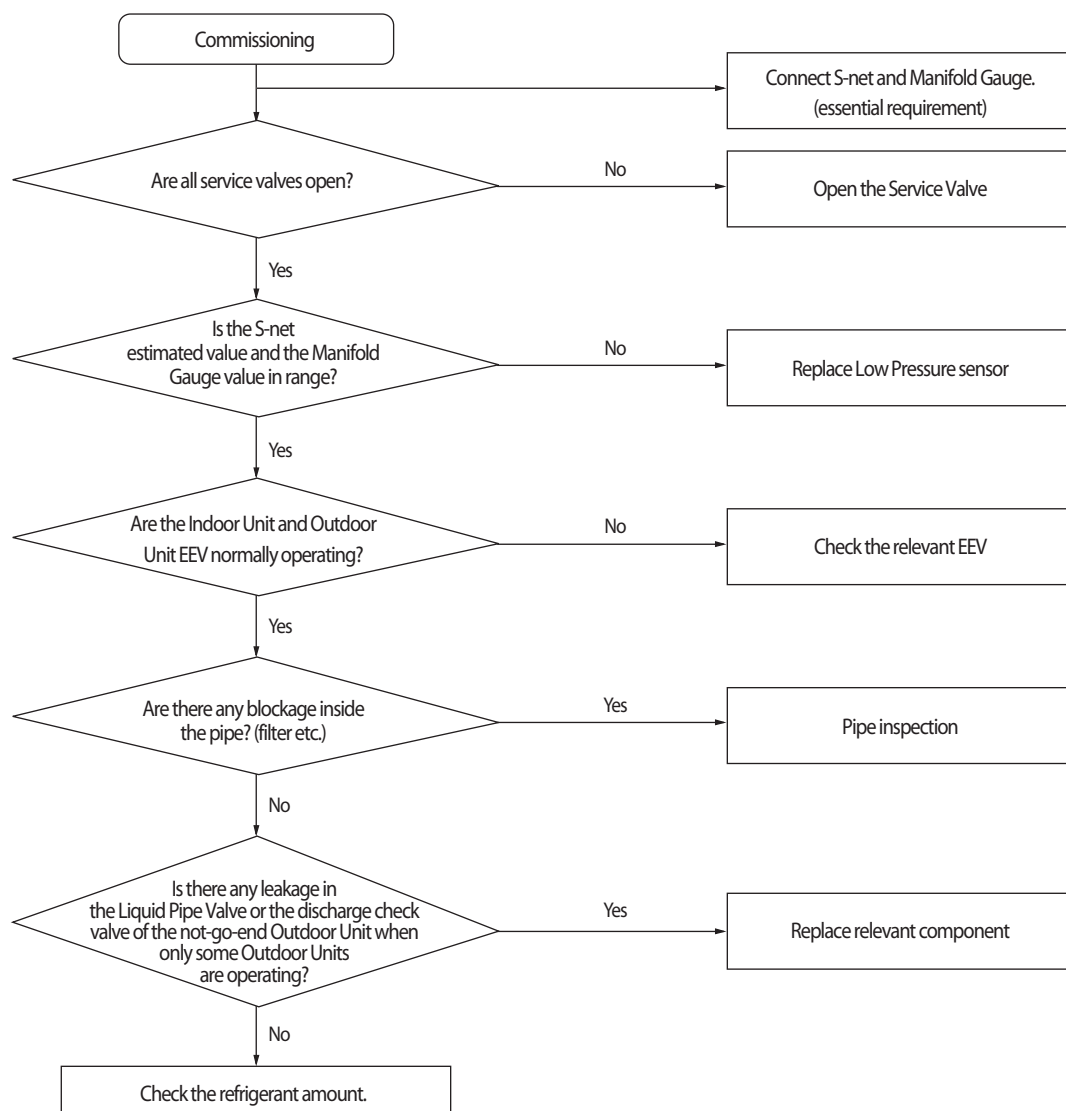 Commissioning
Connect S-net and Manifold Gauge.
(essential requirement)
Are all service valves open?
No
Open the Service Valve
Yes
Is the S-net
estimated value and the Manifold
Gauge value in range?
No
Replace Low Pressure sensor
Yes
Are the Indoor Unit and Outdoor
Unit EEV normally operating?
No
Check the relevant EEV
Yes
Are there any blockage inside
the pipe? (filter etc.)
Yes
Pipe inspection
No
Is there any leakage in
the Liquid Pipe Valve or the discharge check
valve of the not-go-end Outdoor Unit when
only some Outdoor Units
are operating?
Yes
Replace relevant component
No
Check the refrigerant amount.